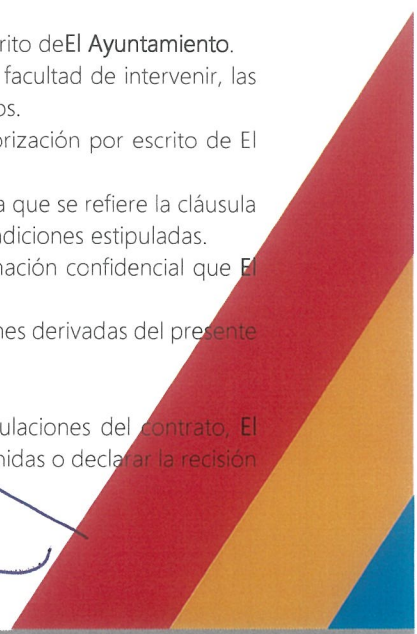 rito deEl Ayuntamiento.
facultad de intervenir, las
os.
orización por escrito de El
a que se refiere la cláusula
ndiciones estipuladas.
mación confidencial que El
nes derivadas del presente
ulaciones del contrato, El
nidas o declarar la recisión